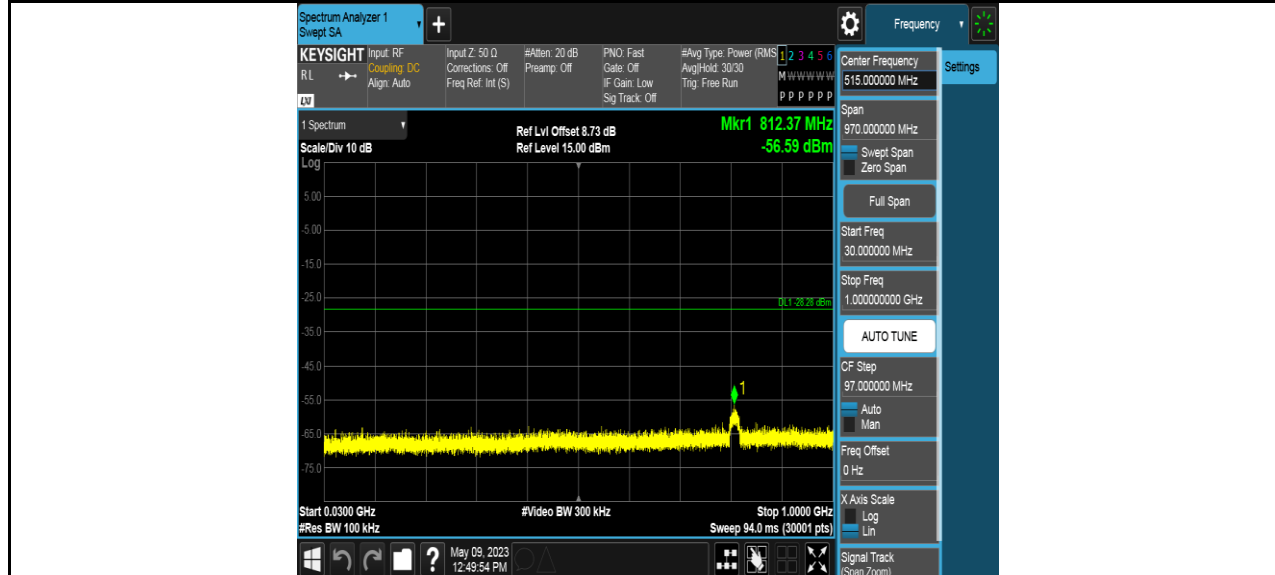 Spectrum Analyzer 1
Swept SA
+
Frequency
KEYSIGHT
RL
LXI
Input: RF
Coupling: DC
Align: Auto
Input Z: 50 Ω
Corrections: Off
Freq Ref: Int (S)
#Atten: 20 dB
Preamp: Off
PNO: Fast
Gate: Off
IF Gain: Low
Sig Track: Off
#Avg Type: Power (RMS
Avg|Hold: 30/30
Trig: Free Run
1 2 3 4 5 6
M W W W W W
P P P P P P
1 Spectrum
Scale/Div 10 dB
Ref Lvl Offset 8.73 dB
Ref Level 15.00 dBm
Mkr1 812.37 MHz
-56.59 dBm
Log
5.00
-5.00
-15.0
-25.0
DL1 -28.28 dBm
-35.0
-45.0
-55.0
1
-65.0
-75.0
Start 0.0300 GHz
#Res BW 100 kHz
#Video BW 300 kHz
Stop 1.0000 GHz
Sweep 94.0 ms (30001 pts)
?
May 09, 2023
12:49:54 PM
Center Frequency
515.000000 MHz
Settings
Span
970.000000 MHz
Swept Span
Zero Span
Full Span
Start Freq
30.000000 MHz
Stop Freq
1.000000000 GHz
AUTO TUNE
CF Step
97.000000 MHz
Auto
Man
Freq Offset
0 Hz
X Axis Scale
Log
Lin
Signal Track
(Span Zoom)